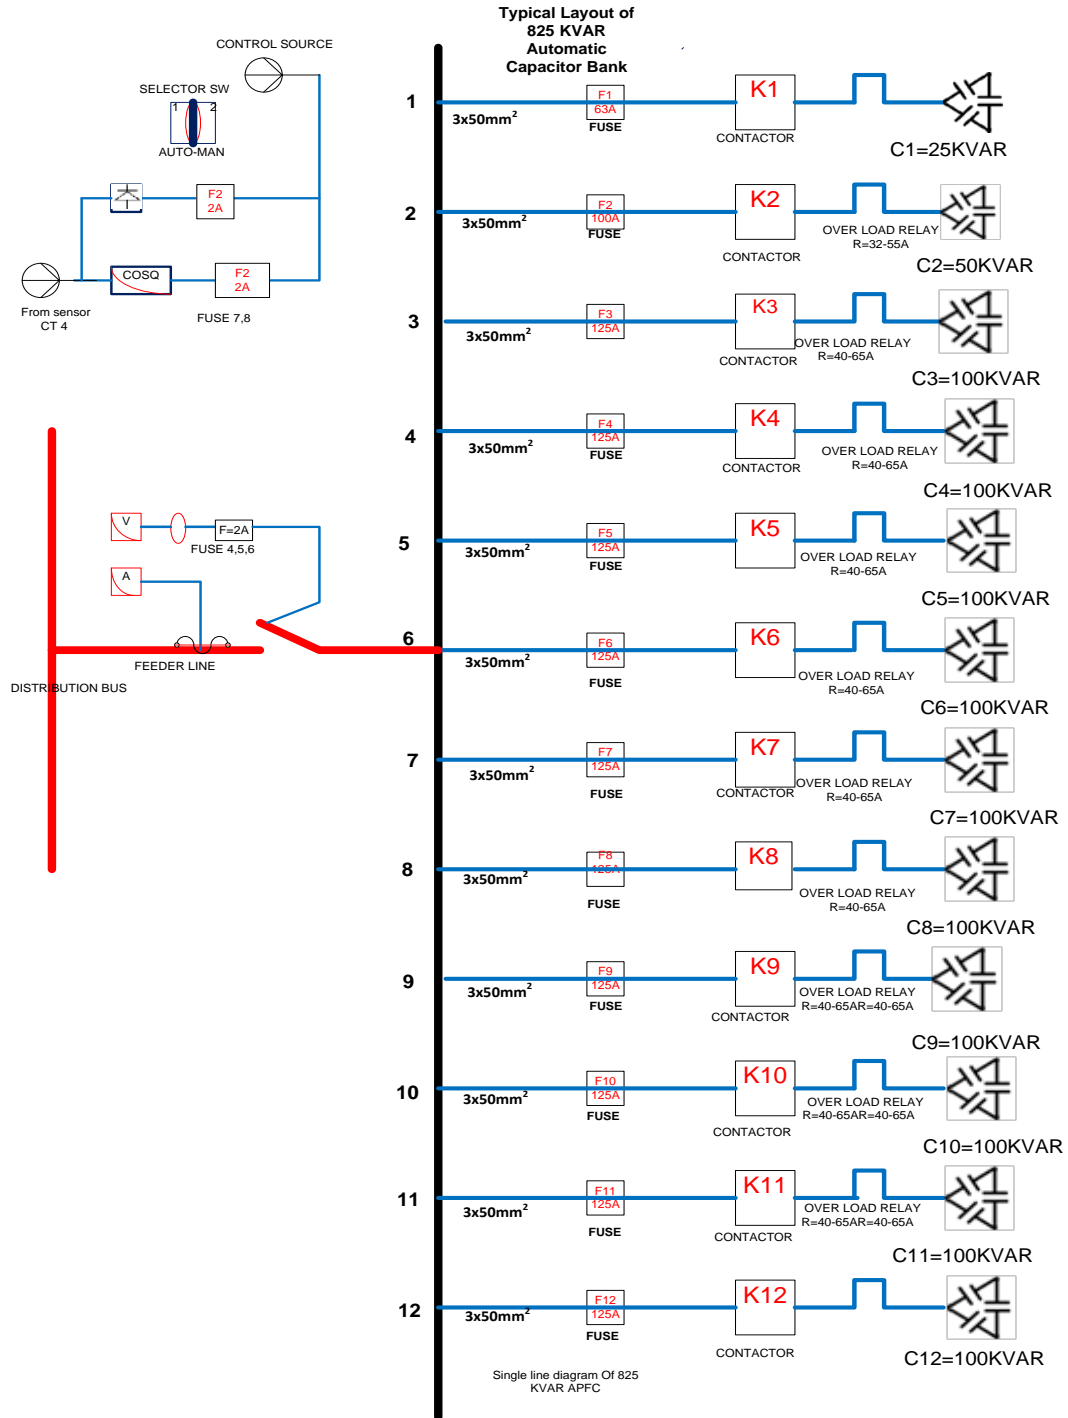 Typical Layout of
825 KVAR
Automatic
Capacitor Bank
CONTROL SOURCE
SELECTOR SW
1 2
AUTO-MAN
F2
2A
COSQ
F2
2A
From sensor
CT 4
FUSE 7,8
V
F=2A
FUSE 4,5,6
A
FEEDER LINE
DISTRIBUTION BUS
1
3x50mm²
F1
63A
FUSE
K1
CONTACTOR
C1=25KVAR
2
3x50mm²
F2
100A
FUSE
K2
CONTACTOR
OVER LOAD RELAY
R=32-55A
C2=50KVAR
3
3x50mm²
F3
125A
K3
CONTACTOR
OVER LOAD RELAY
R=40-65A
C3=100KVAR
4
3x50mm²
F4
125A
FUSE
K4
CONTACTOR
OVER LOAD RELAY
R=40-65A
C4=100KVAR
5
3x50mm²
F5
125A
FUSE
K5
OVER LOAD RELAY
R=40-65A
C5=100KVAR
6
3x50mm²
F6
125A
FUSE
K6
OVER LOAD RELAY
R=40-65A
C6=100KVAR
7
3x50mm²
F7
125A
FUSE
K7
CONTACTOR
OVER LOAD RELAY
R=40-65A
C7=100KVAR
8
3x50mm²
F8
125A
FUSE
K8
OVER LOAD RELAY
R=40-65A
C8=100KVAR
9
3x50mm²
F9
125A
FUSE
K9
CONTACTOR
OVER LOAD RELAY
R=40-65AR=40-65A
C9=100KVAR
10
3x50mm²
F10
125A
FUSE
K10
CONTACTOR
OVER LOAD RELAY
R=40-65AR=40-65A
C10=100KVAR
11
3x50mm²
F11
125A
FUSE
K11
CONTACTOR
OVER LOAD RELAY
R=40-65AR=40-65A
C11=100KVAR
12
3x50mm²
F12
125A
FUSE
K12
CONTACTOR
C12=100KVAR
Single line diagram Of 825
KVAR APFC